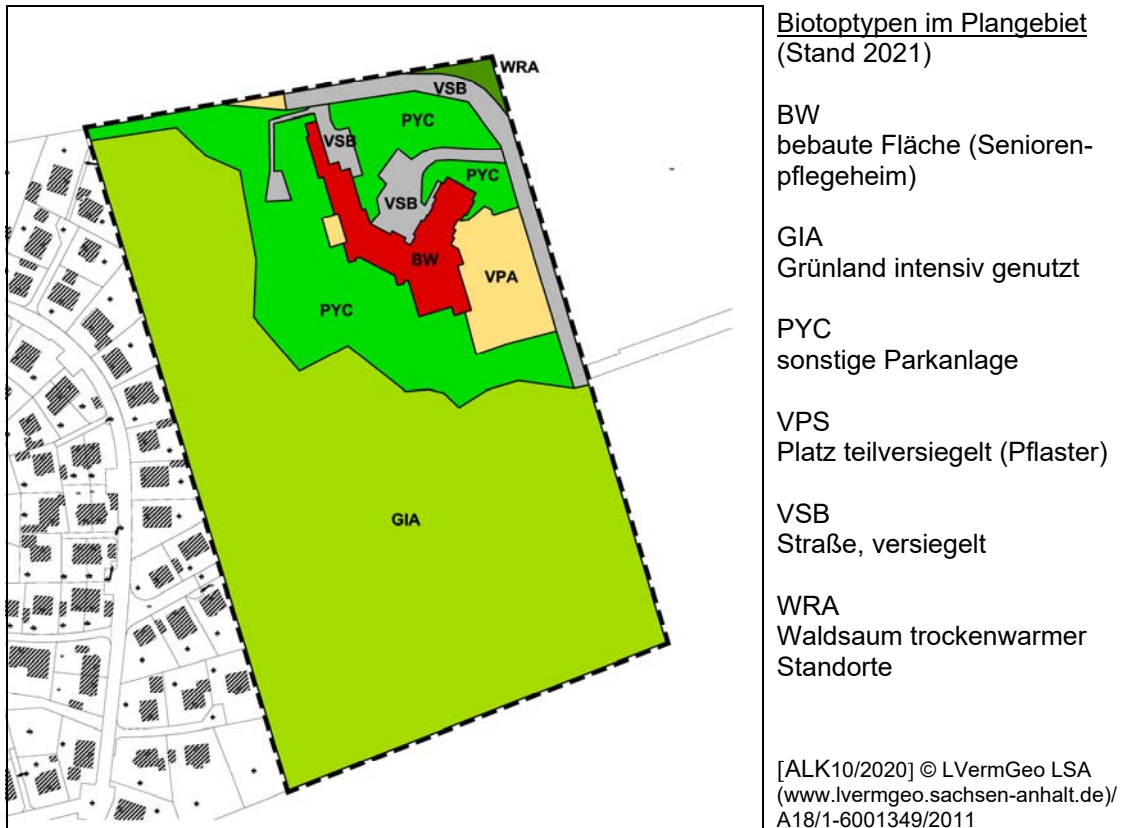 WRA
VSB
PYC
VSB
PYC
VSB
BW
VPA
PYC
GIA
Biotoptypen im Plangebiet
(Stand 2021)
BW
bebaute Fläche (Senioren-
pflegeheim)
GIA
Grünland intensiv genutzt
PYC
sonstige Parkanlage
VPS
Platz teilversiegelt (Pflaster)
VSB
Straße, versiegelt
WRA
Waldsaum trockenwarmer
Standorte
[ALK10/2020] © LVermGeo LSA
(www.lvermgeo.sachsen-anhalt.de)/
A18/1-6001349/2011